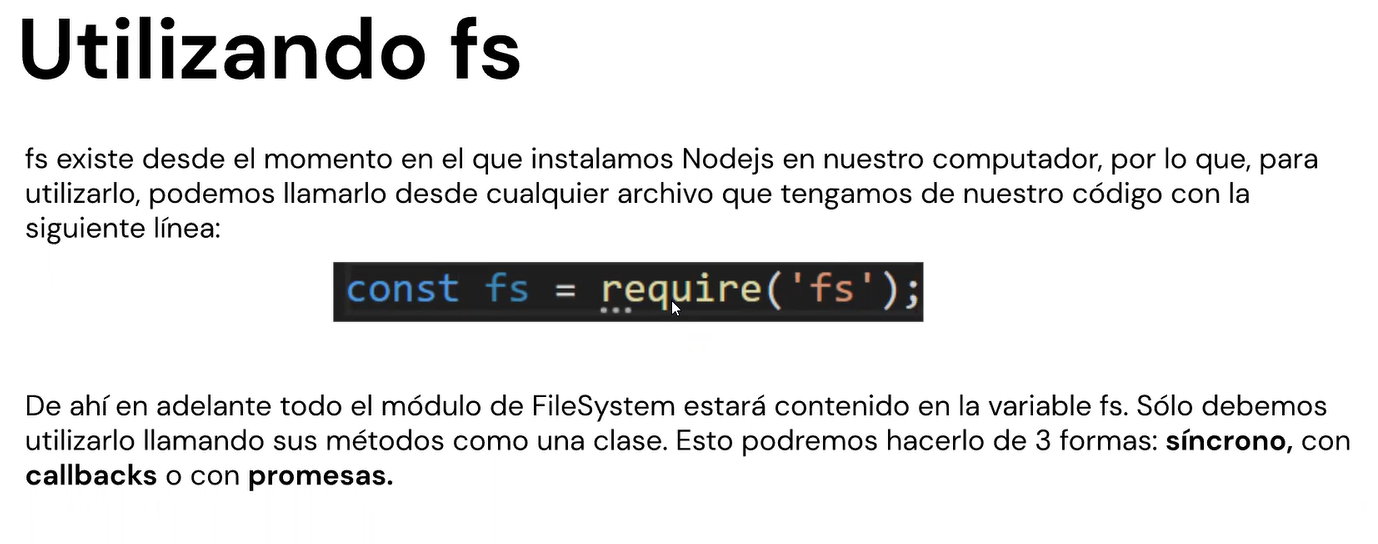 Utilizando fs
fs existe desde el momento en el que instalamos Nodejs en nuestro computador, por lo que, para
utilizarlo, podemos llamarlo desde cualquier archivo que tengamos de nuestro código con la
siguiente línea:
const fs = require('fs');
De ahí en adelante todo el módulo de FileSystem estará contenido en la variable fs. Sólo debemos
utilizarlo llamando sus métodos como una clase. Esto podremos hacerlo de 3 formas: síncrono, con
callbacks o con promesas.